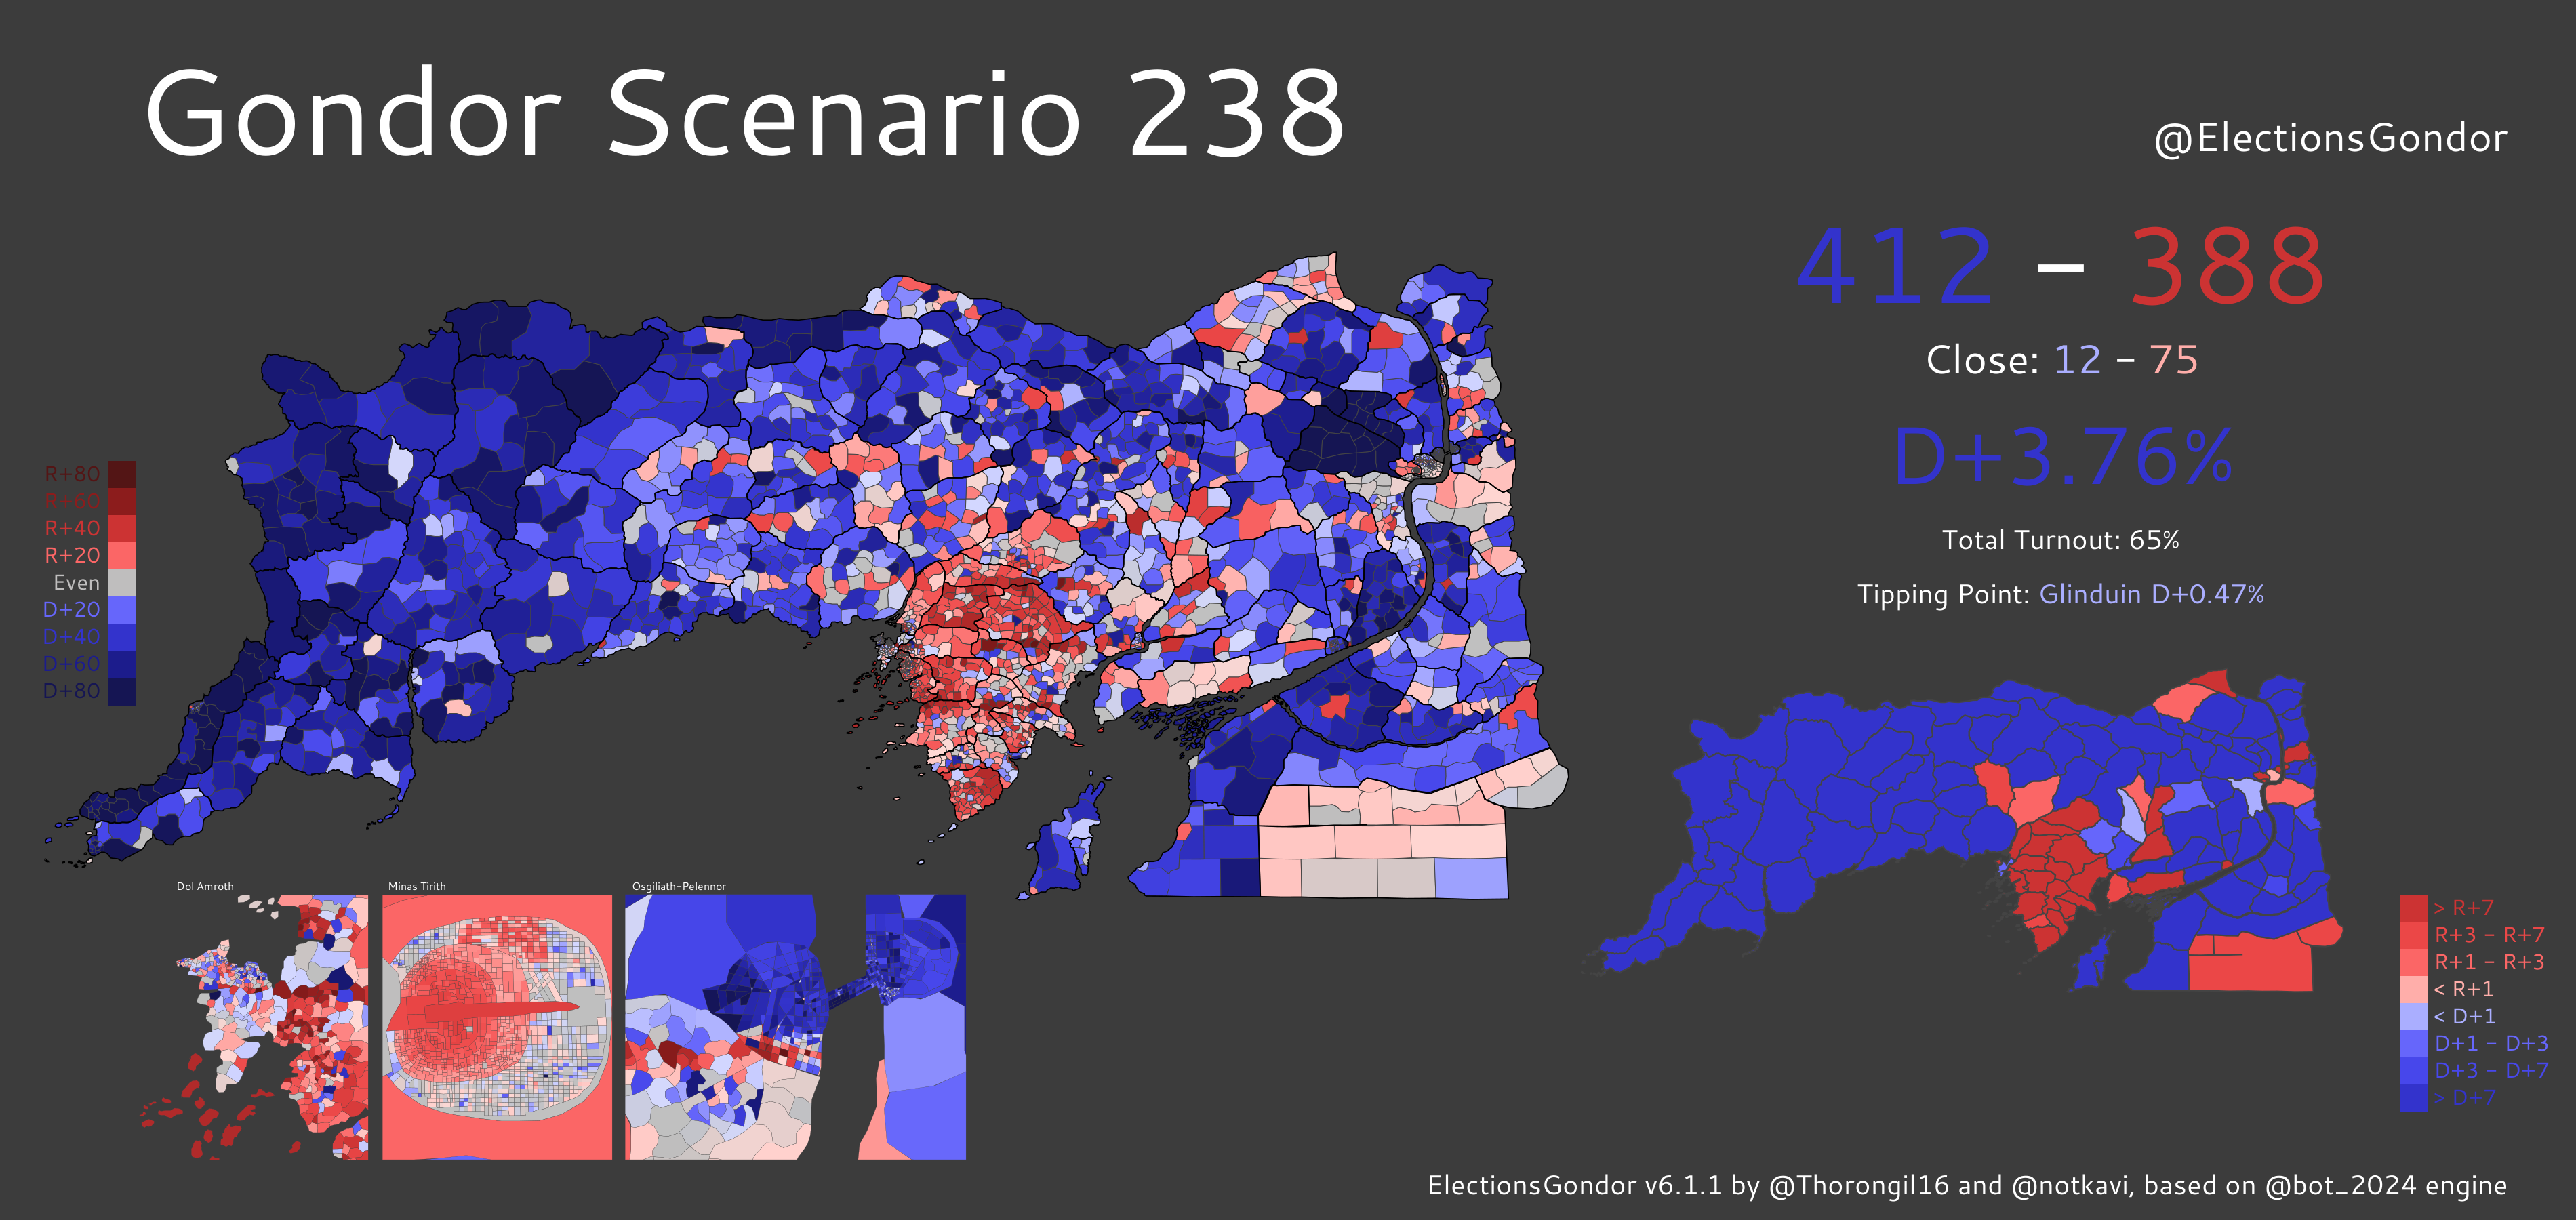 Gondor Scenario 238
@ElectionsGondor
412 – 388
Close: 12 – 75
D+3.76%
Total Turnout: 65%
Tipping Point: Glinduin D+0.47%
R+80
R+60
R+40
R+20
Even
D+20
D+40
D+60
D+80
Dol Amroth
Minas Tirith
Osgiliath-Pelennor
> R+7
R+3 – R+7
R+1 – R+3
< R+1
< D+1
D+1 – D+3
D+3 – D+7
> D+7
ElectionsGondor v6.1.1 by @Thorongil16 and @notkavi, based on @bot_2024 engine